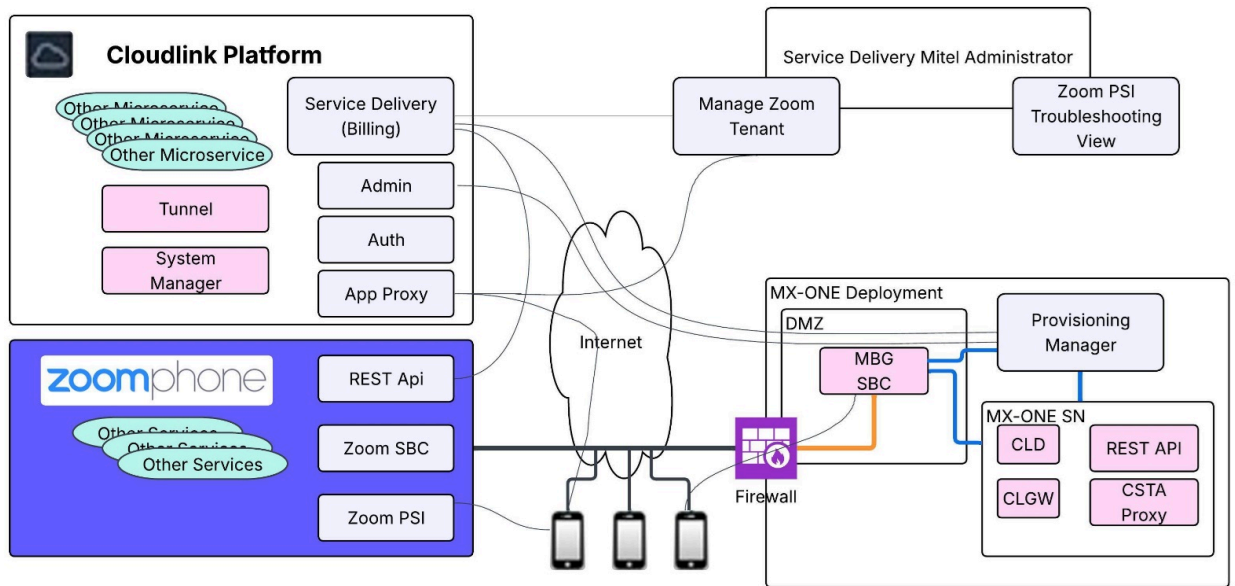 Cloudlink Platform
Other Microservice
Other Microservice
Other Microservice
Other Microservice
Service Delivery
(Billing)
Tunnel
Admin
System
Manager
Auth
App Proxy
Service Delivery Mitel Administrator
Manage Zoom
Tenant
Zoom PSI
Troubleshooting
View
zoomphone
Other Services
Other Services
Other Services
REST Api
Zoom SBC
Zoom PSI
Internet
Firewall
MX-ONE Deployment
DMZ
MBG
SBC
Provisioning
Manager
MX-ONE SN
CLD
REST API
CLGW
CSTA
Proxy